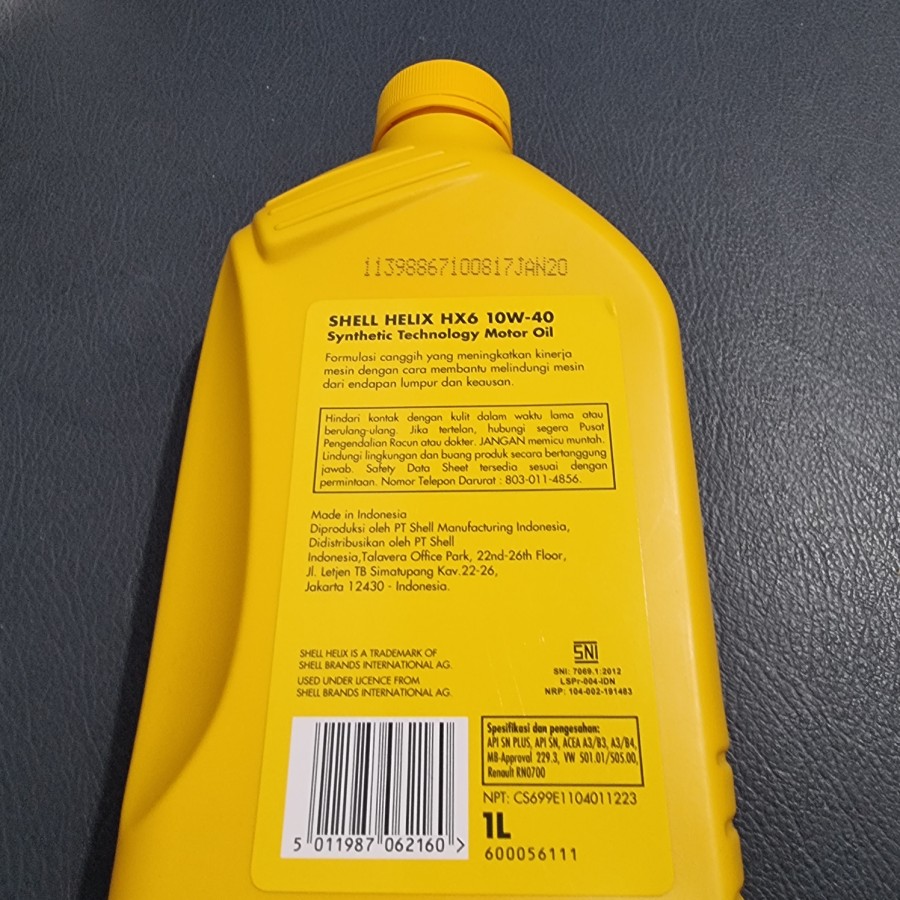 11398867100817JAN20
SHELL HELIX HX6 10W-40
Synthetic Technology Motor Oil
Formulasi canggih yang meningkatkan kinerja
mesin dengan cara membantu melindungi mesin
dari endapan lumpur dan keausan.
Hindari kontak dengan kulit dalam waktu lama atau
berulang-ulang. Jika tertelan, hubungi segera Pusat
Pengendalian Racun atau dokter. JANGAN memicu muntah.
Lindungi lingkungan dan buang produk secara bertanggung
jawab. Safety Data Sheet tersedia sesuai dengan
permintaan. Nomor Telepon Darurat : 803-011-4856.
Made in Indonesia
Diproduksi oleh PT Shell Manufacturing Indonesia,
Didistribusikan oleh PT Shell
Indonesia,Talavera Office Park, 22nd-26th Floor,
Jl. Letjen TB Simatupang Kav.22-26,
Jakarta 12430 - Indonesia.
SHELL HELIX IS A TRADEMARK OF
SHELL BRANDS INTERNATIONAL AG.
USED UNDER LICENCE FROM
SHELL BRANDS INTERNATIONAL AG.
SNI
SNI: 7069.1:2012
LSPr-004-IDN
NRP: 104-002-191483
Spesifikasi dan pengesahan:
API SN PLUS, API SN, ACEA A3/B3, A3/B4,
MB-Approval 229.3, VW 501.01/505.00,
Renault RN0700
NPT: CS699E1104011223
1L
600056111
5 011987 062160 >